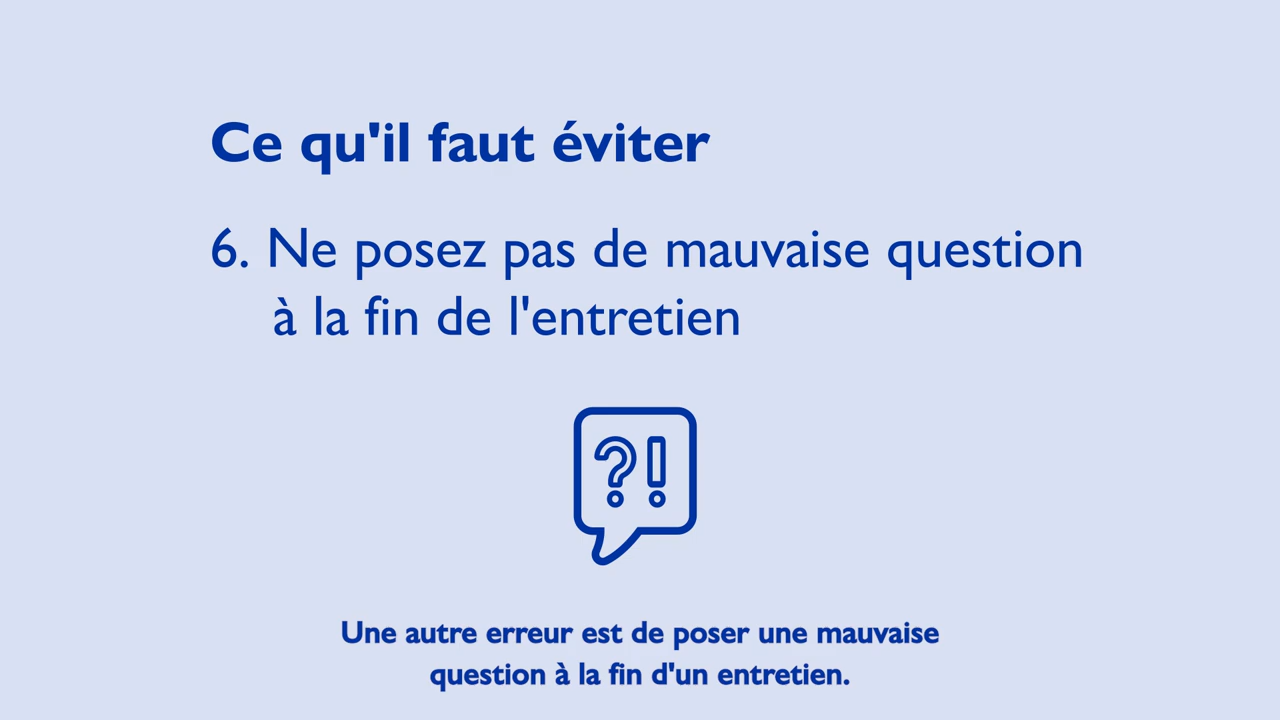 Ce qu'il faut éviter
6. Ne posez pas de mauvaise question
à la fin de l'entretien
?!
Une autre erreur est de poser une mauvaise
question à la fin d'un entretien.